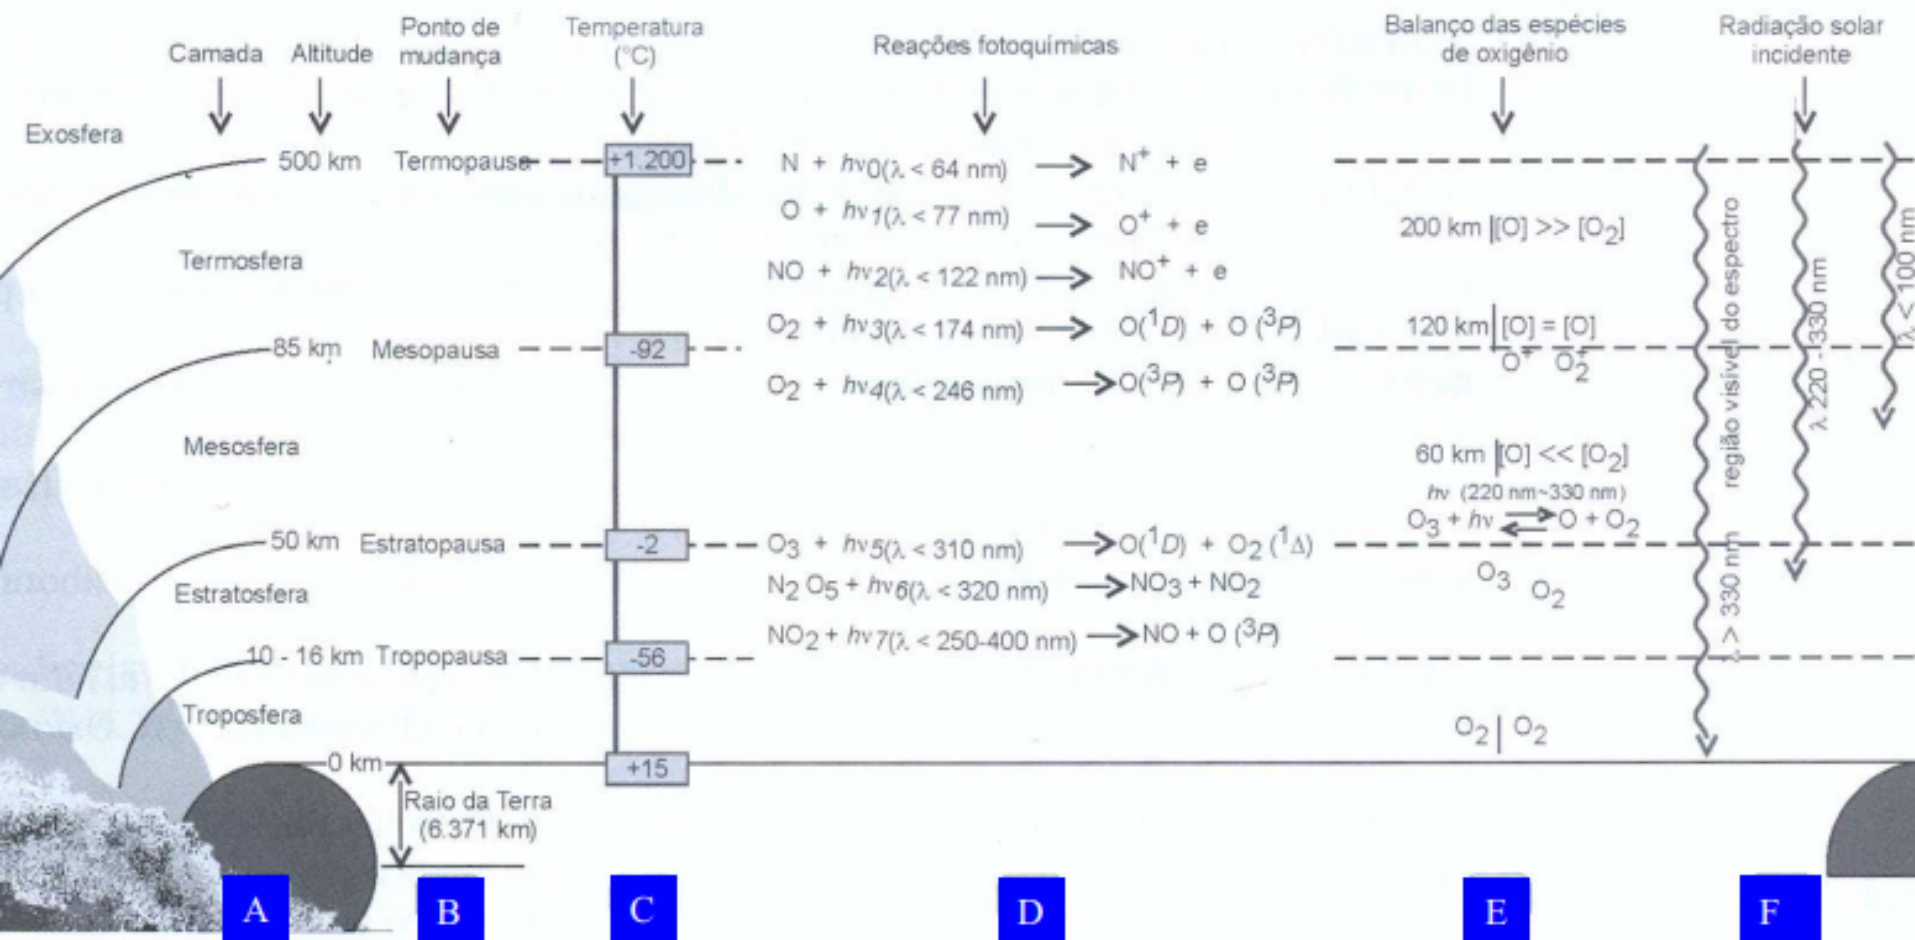 Camada
Altitude
Ponto de
mudança
Temperatura
(°C)
Reações fotoquímicas
Balanço das espécies
de oxigênio
Radiação solar
incidente
Exosfera
500 km
Termopausa
+1.200
N + hν0(λ < 64 nm) → N⁺ + e
O + hν1(λ < 77 nm) → O⁺ + e
200 km |[O] >> [O₂]
Termosfera
NO + hν2(λ < 122 nm) → NO⁺ + e
O₂ + hν3(λ < 174 nm) → O(¹D) + O (³P)
120 km | [O] = [O]
85 km
Mesopausa
-92
O⁺ O₂⁺
O₂ + hν4(λ < 246 nm) → O(³P) + O (³P)
Mesosfera
60 km |[O] << [O₂]
hν (220 nm~330 nm)
O₃ + hν ⇄ O + O₂
50 km
Estratopausa
-2
O₃ + hν5(λ < 310 nm) → O(¹D) + O₂ (¹Δ)
O₃ O₂
Estratosfera
N₂ O₅ + hν6(λ < 320 nm) → NO₃ + NO₂
NO₂ + hν7(λ < 250-400 nm) → NO + O (³P)
10 - 16 km
Tropopausa
-56
Troposfera
O₂ | O₂
0 km
+15
Raio da Terra
(6.371 km)
> 330 nm região visível do espectro
λ 220 - 330 nm
λ < 100 nm
A
B
C
D
E
F